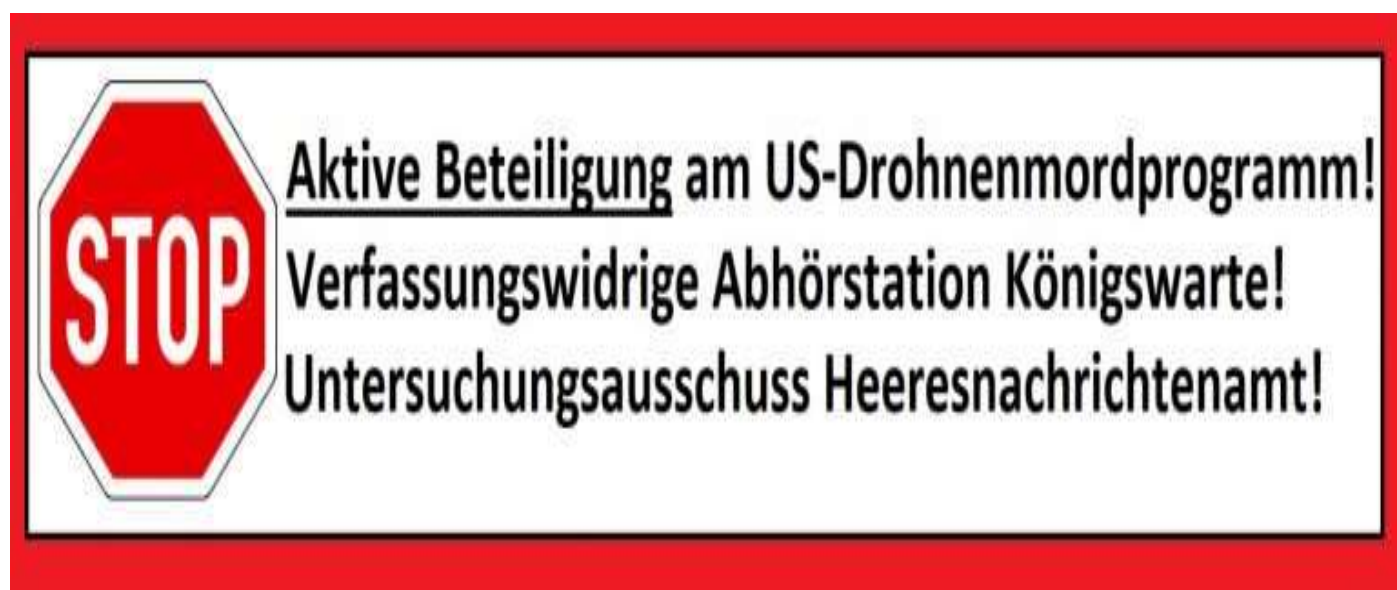 STOP
Aktive Beteiligung am US-Drohnenmordprogramm!
Verfassungswidrige Abhörstation Königswarte!
Untersuchungsausschuss Heeresnachrichtenamt!